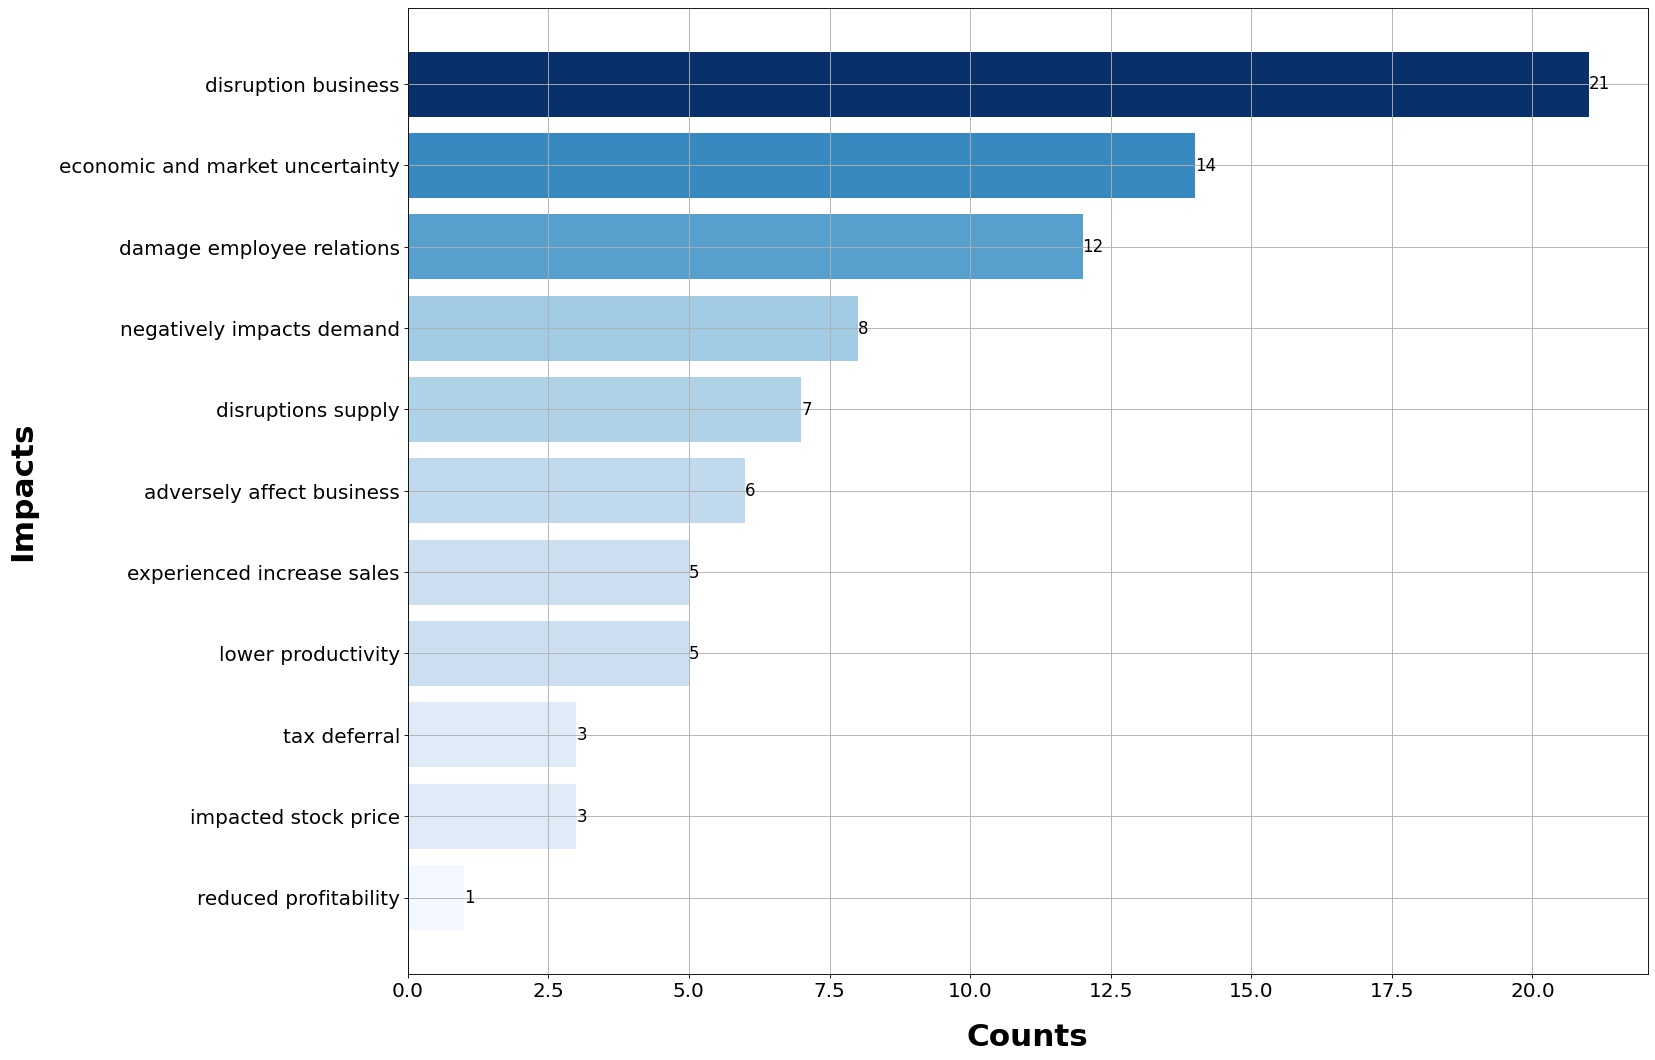 disruption business
21
economic and market uncertainty
14
damage employee relations
12
negatively impacts demand
8
disruptions supply
7
adversely affect business
6
experienced increase sales
5
lower productivity
5
tax deferral
3
impacted stock price
3
reduced profitability
1
Impacts
0.0 2.5 5.0 7.5 10.0 12.5 15.0 17.5 20.0
Counts